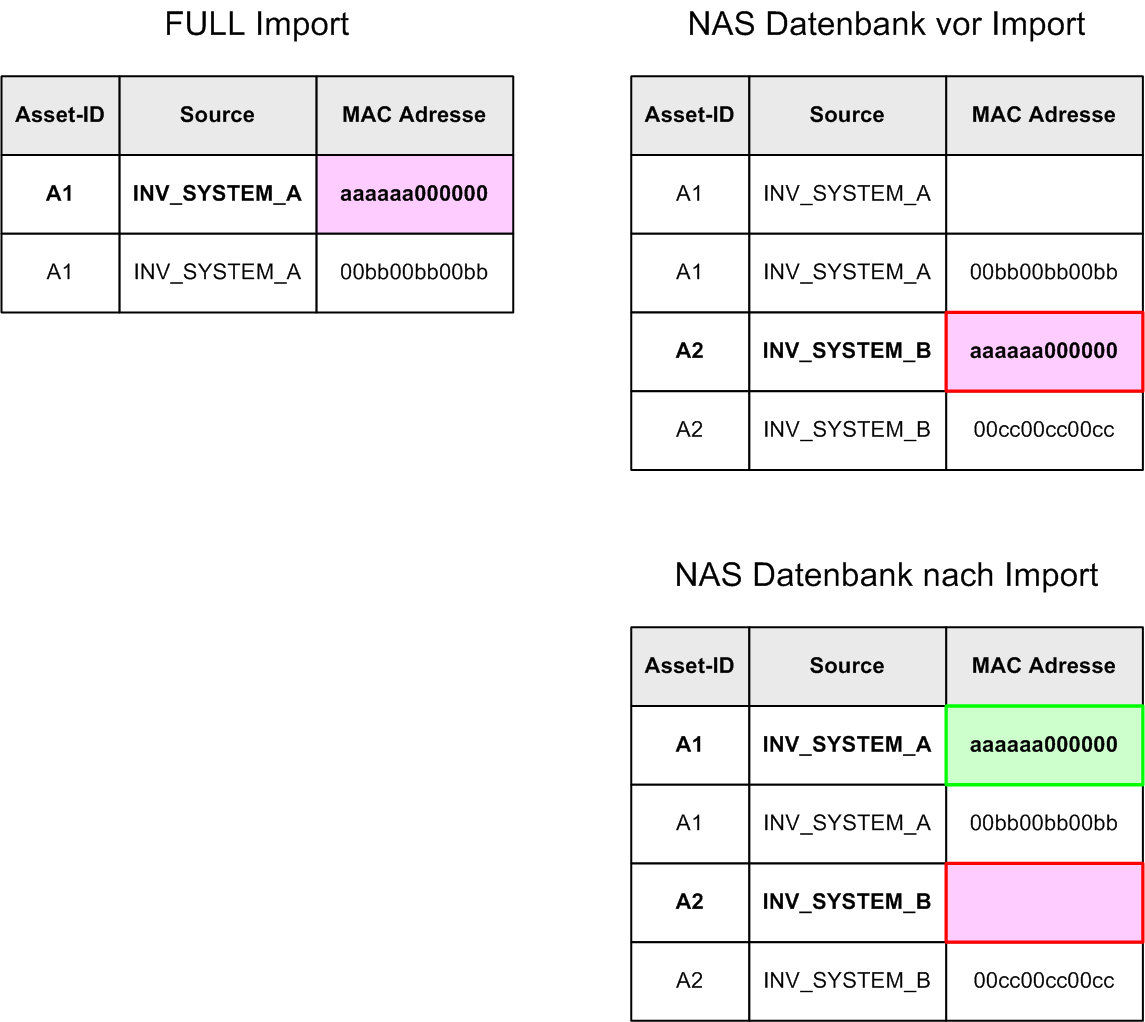 FULL Import
Asset-ID Source MAC Adresse
A1 INV_SYSTEM_A aaaaaa000000
A1 INV_SYSTEM_A 00bb00bb00bb
NAS Datenbank vor Import
Asset-ID Source MAC Adresse
A1 INV_SYSTEM_A
A1 INV_SYSTEM_A 00bb00bb00bb
A2 INV_SYSTEM_B aaaaaa000000
A2 INV_SYSTEM_B 00cc00cc00cc
NAS Datenbank nach Import
Asset-ID Source MAC Adresse
A1 INV_SYSTEM_A aaaaaa000000
A1 INV_SYSTEM_A 00bb00bb00bb
A2 INV_SYSTEM_B
A2 INV_SYSTEM_B 00cc00cc00cc